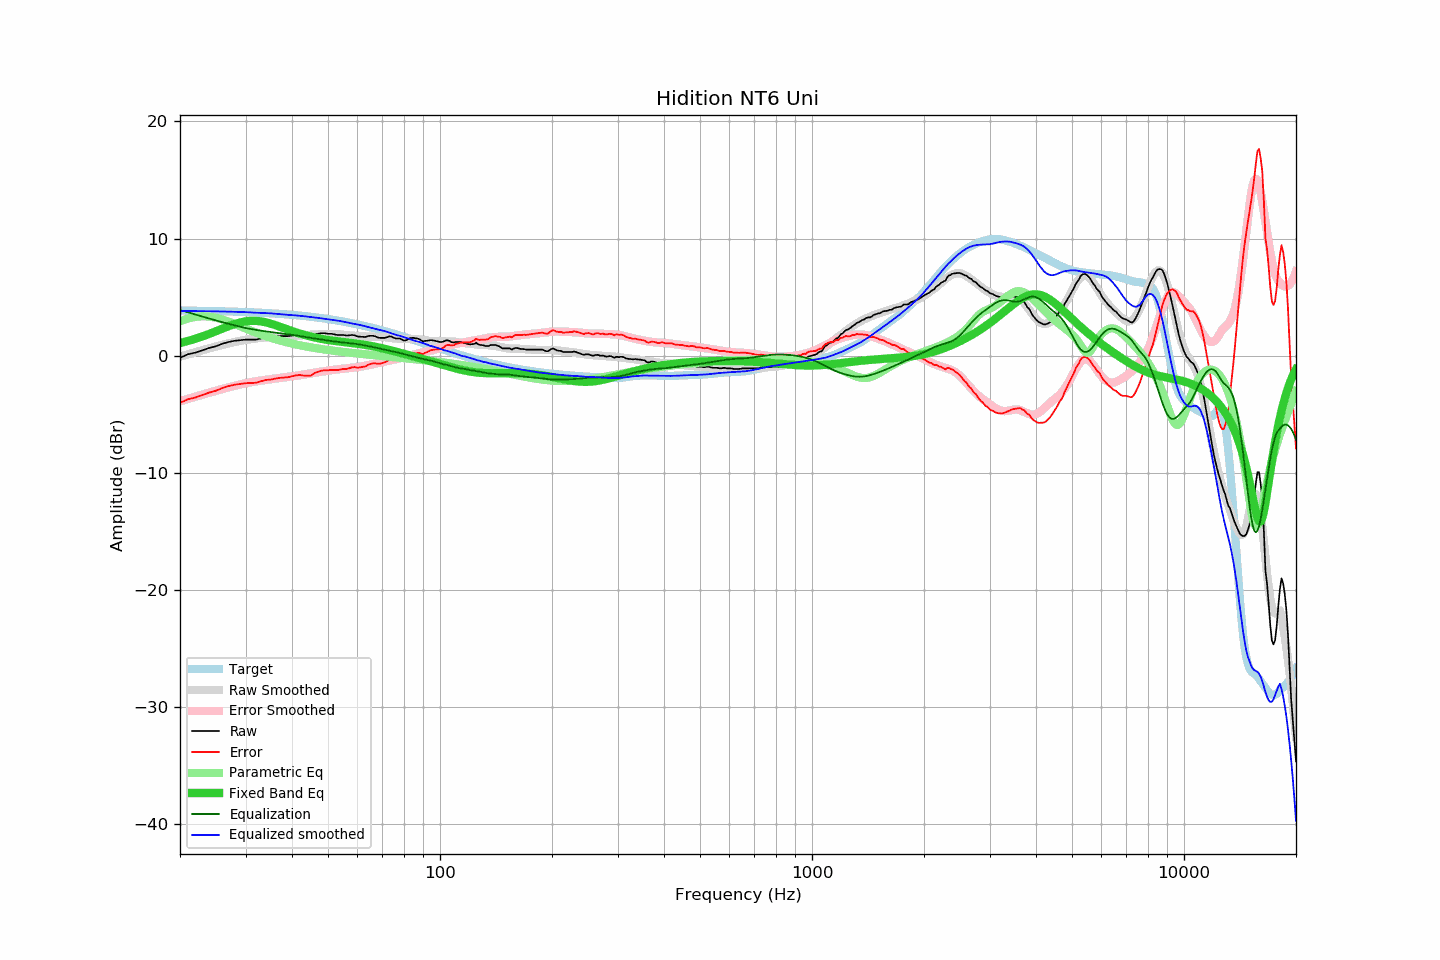 Hidition NT6 Uni
20
10
0
−10
−20
−30
−40
Amplitude (dBr)
Target
Raw Smoothed
Error Smoothed
Raw
Error
Parametric Eq
Fixed Band Eq
Equalization
Equalized smoothed
100
1000
10000
Frequency (Hz)